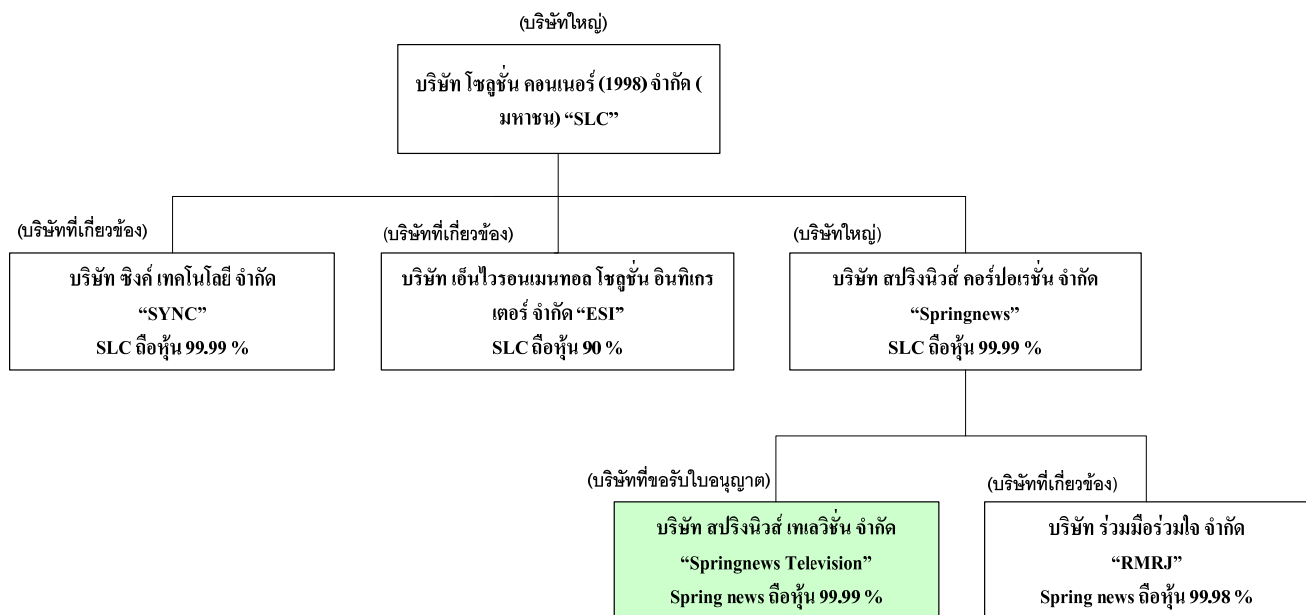 (บริษัทใหญ่)
บริษัท โซลูชั่น คอนเนอร์ (1998) จำกัด (
มหาชน) “SLC”
(บริษัทที่เกี่ยวข้อง)
บริษัท ซิงค์ เทคโนโลยี จำกัด
“SYNC”
SLC ถือหุ้น 99.99 %
(บริษัทที่เกี่ยวข้อง)
บริษัท เอ็นไวรอนเมนทอล โซลูชั่น อินทิเกร
เตอร์ จำกัด “ESI”
SLC ถือหุ้น 90 %
(บริษัทใหญ่)
บริษัท สปริงนิวส์ คอร์ปอเรชั่น จำกัด
“Springnews”
SLC ถือหุ้น 99.99 %
(บริษัทที่ขอรับใบอนุญาต)
บริษัท สปริงนิวส์ เทเลวิชั่น จำกัด
“Springnews Television”
Spring news ถือหุ้น 99.99 %
(บริษัทที่เกี่ยวข้อง)
บริษัท ร่วมมือร่วมใจ จำกัด
“RMRJ”
Spring news ถือหุ้น 99.98 %